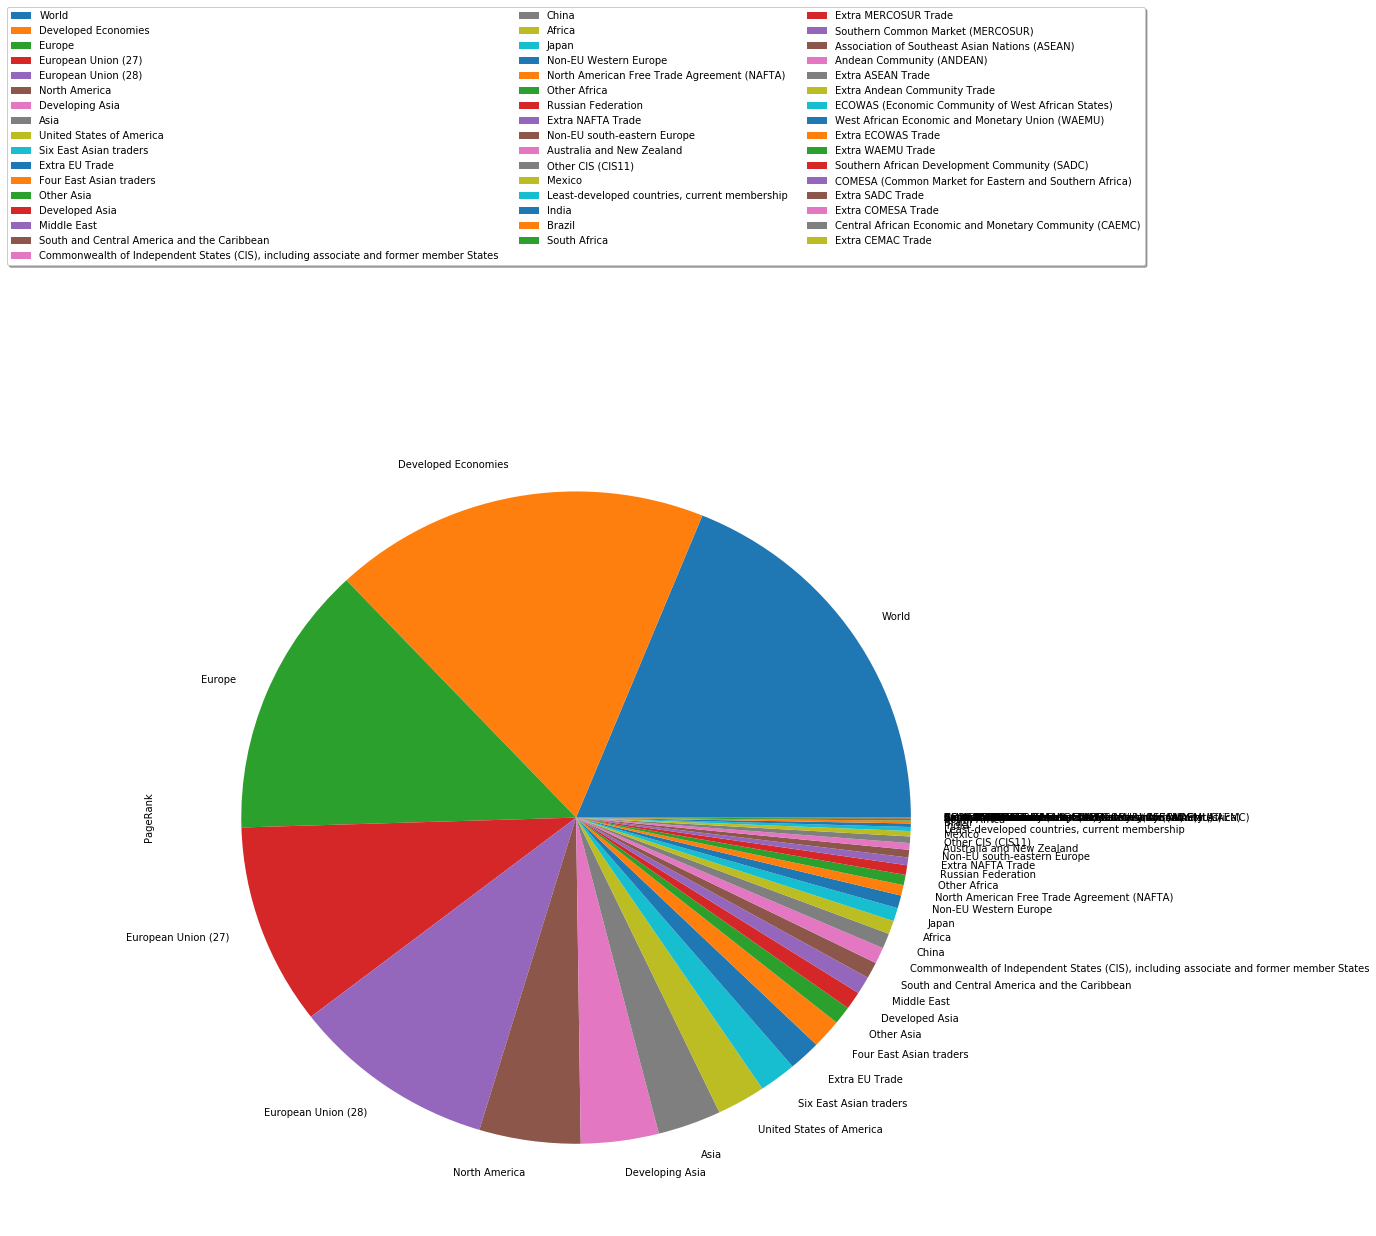 World
Developed Economies
Europe
European Union (27)
European Union (28)
North America
Developing Asia
Asia
United States of America
Six East Asian traders
Extra EU Trade
Four East Asian traders
Other Asia
Developed Asia
Middle East
South and Central America and the Caribbean
Commonwealth of Independent States (CIS), including associate and former member States
China
Africa
Japan
Non-EU Western Europe
North American Free Trade Agreement (NAFTA)
Other Africa
Russian Federation
Extra NAFTA Trade
Non-EU south-eastern Europe
Australia and New Zealand
Other CIS (CIS11)
Mexico
Least-developed countries, current membership
India
Brazil
South Africa
Extra MERCOSUR Trade
Southern Common Market (MERCOSUR)
Association of Southeast Asian Nations (ASEAN)
Andean Community (ANDEAN)
Extra ASEAN Trade
Extra Andean Community Trade
ECOWAS (Economic Community of West African States)
West African Economic and Monetary Union (WAEMU)
Extra ECOWAS Trade
Extra WAEMU Trade
Southern African Development Community (SADC)
COMESA (Common Market for Eastern and Southern Africa)
Extra SADC Trade
Extra COMESA Trade
Central African Economic and Monetary Community (CAEMC)
Extra CEMAC Trade
Developed Economies
World
Europe
PageRank
European Union (27)
European Union (28)
North America
Developing Asia
Asia
United States of America
Six East Asian traders
Extra EU Trade
Four East Asian traders
Other Asia
Developed Asia
Middle East
South and Central America and the Caribbean
Commonwealth of Independent States (CIS), including associate and former member States
China
Africa
Japan
Non-EU Western Europe
North American Free Trade Agreement (NAFTA)
Other Africa
Russian Federation
Extra NAFTA Trade
Non-EU south-eastern Europe
Australia and New Zealand
Other CIS (CIS11)
Mexico
Least-developed countries, current membership